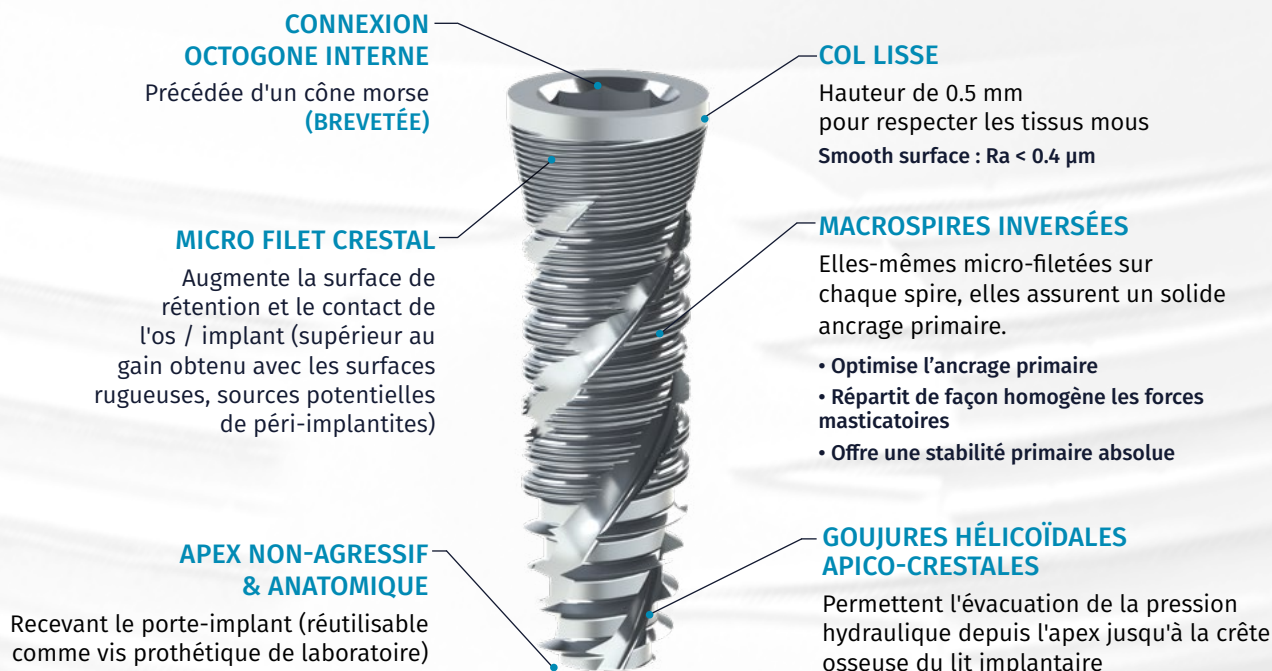 CONNEXION
OCTOGONE INTERNE
Précédée d'un cône morse
(BREVETÉE)
MICRO FILET CRESTAL
Augmente la surface de
rétention et le contact de
l'os / implant (supérieur au
gain obtenu avec les surfaces
rugueuses, sources potentielles
de péri-implantites)
APEX NON-AGRESSIF
& ANATOMIQUE
Recevant le porte-implant (réutilisable
comme vis prothétique de laboratoire)
COL LISSE
Hauteur de 0.5 mm
pour respecter les tissus mous
Smooth surface : Ra < 0.4 µm
MACROSPIRES INVERSÉES
Elles-mêmes micro-filetées sur
chaque spire, elles assurent un solide
ancrage primaire.
• Optimise l’ancrage primaire
• Répartit de façon homogène les forces
masticatoires
• Offre une stabilité primaire absolue
GOUJURES HÉLICOÏDALES
APICO-CRESTALES
Permettent l'évacuation de la pression
hydraulique depuis l'apex jusqu'à la crête
osseuse du lit implantaire